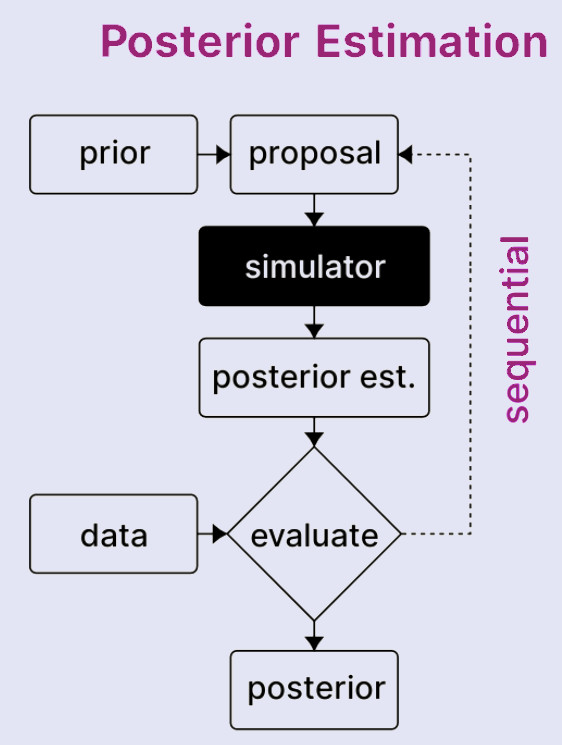 Posterior Estimation
prior
proposal
simulator
sequential
posterior est.
data
evaluate
posterior